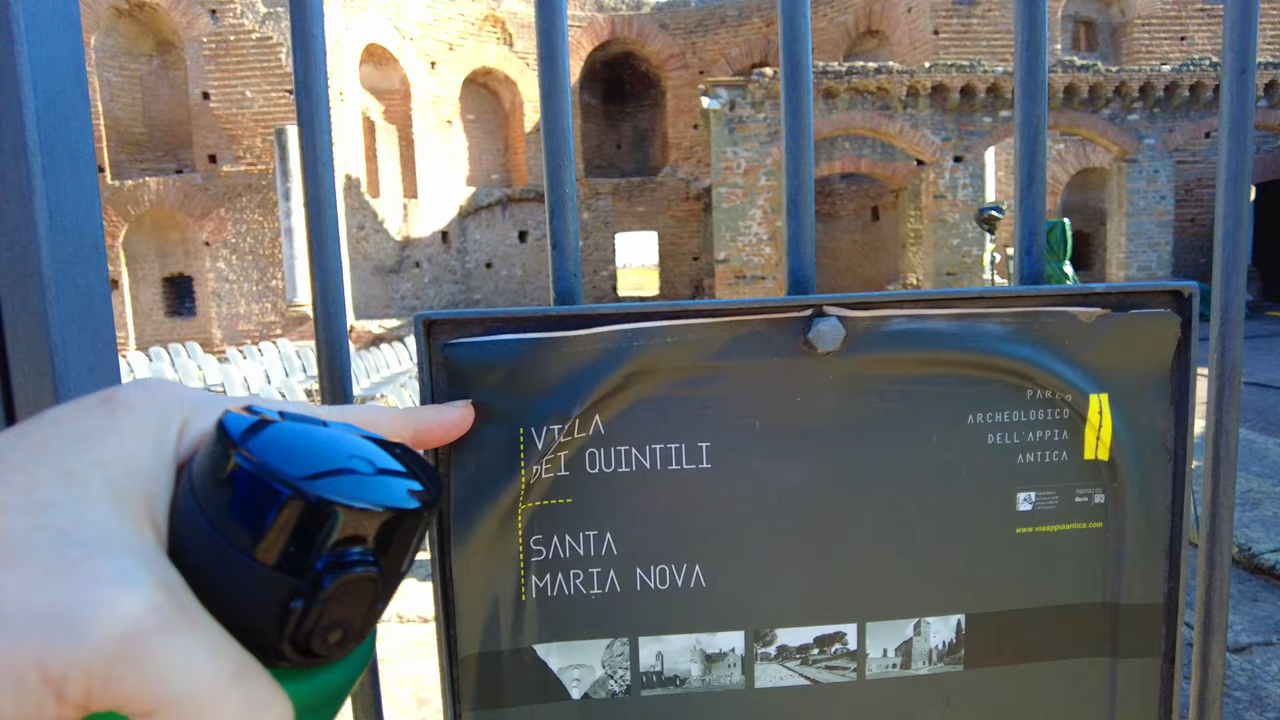 VILLA
DEI QUINTILI
SANTA
MARIA NOVA
PARCO
ARCHEOLOGICO
DELL'APPIA
ANTICA
www.viaappiaantica.com